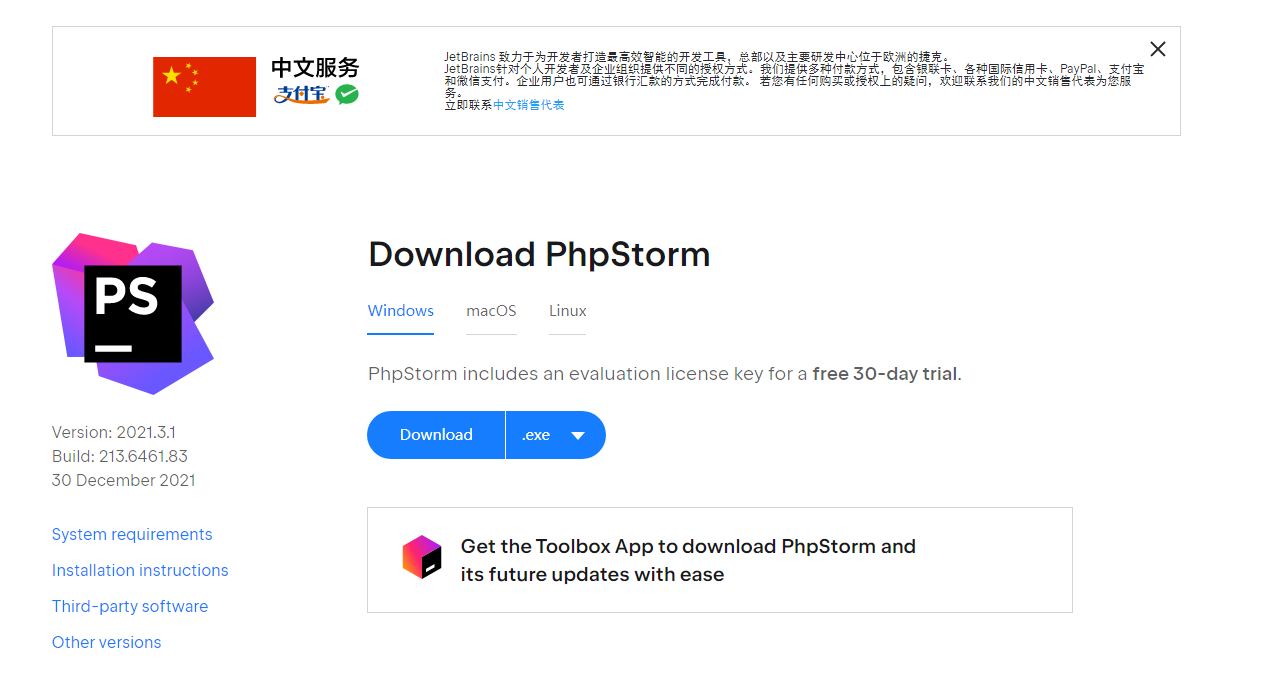 中文服务
支付宝
JetBrains 致力于为开发者打造最高效智能的开发工具，总部以及主要研发中心位于欧洲的捷克。
JetBrains针对个人开发者及企业组织提供不同的授权方式。我们提供多种付款方式，包含银联卡、各种国际信用卡、PayPal、支付宝
和微信支付。企业用户也可通过银行汇款的方式完成付款。 若您有任何购买或授权上的疑问，欢迎联系我们的中文销售代表为您服
务。
立即联系中文销售代表
PS
Version: 2021.3.1
Build: 213.6461.83
30 December 2021
System requirements
Installation instructions
Third-party software
Other versions
Download PhpStorm
Windows macOS Linux
PhpStorm includes an evaluation license key for a free 30-day trial.
Download .exe
Get the Toolbox App to download PhpStorm and
its future updates with ease